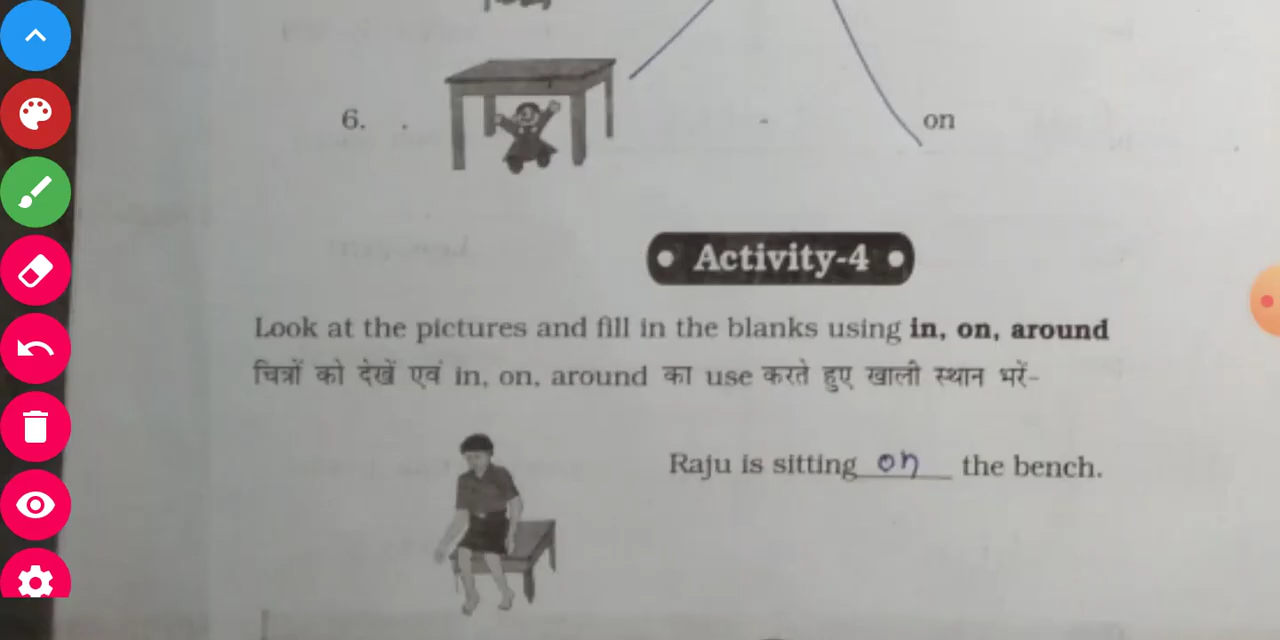 6.
on
• Activity-4 •
Look at the pictures and fill in the blanks using in, on, around
चित्रों को देखें एवं in, on, around का use करते हुए खाली स्थान भरें-
Raju is sitting on the bench.